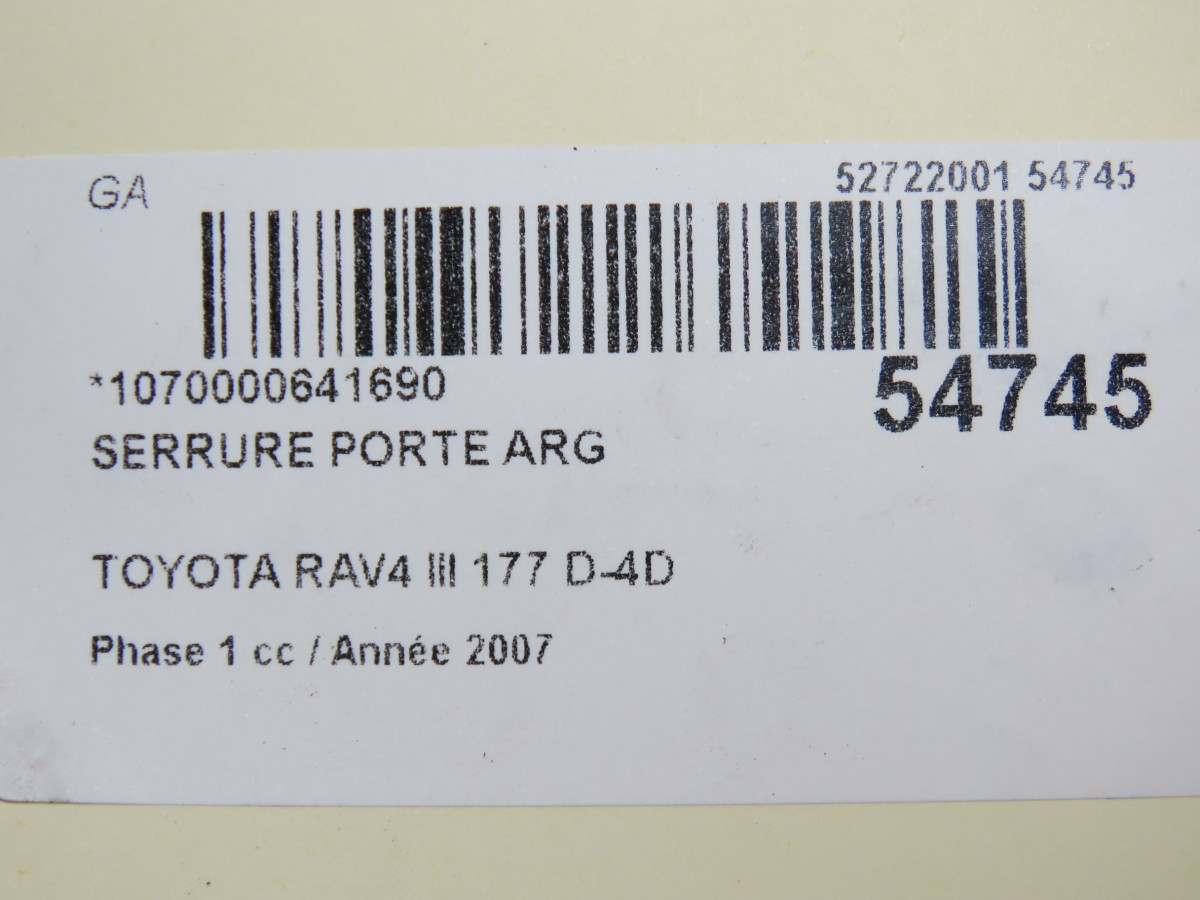 GA
52722001 54745
*1070000641690
54745
SERRURE PORTE ARG
TOYOTA RAV4 III 177 D-4D
Phase 1 cc / Année 2007